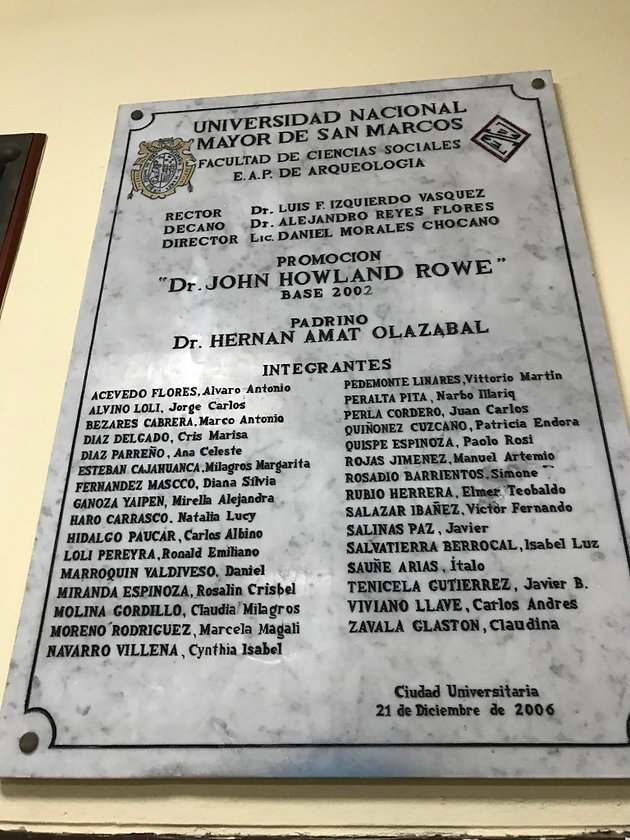 UNIVERSIDAD NACIONAL
MAYOR DE SAN MARCOS
FACULTAD DE CIENCIAS SOCIALES
E.A.P. DE ARQUEOLOGIA
RECTOR Dr. LUIS F. IZQUIERDO VASQUEZ
DECANO Dr. ALEJANDRO REYES FLORES
DIRECTOR Lic. DANIEL MORALES CHOCANO
PROMOCION
"Dr. JOHN HOWLAND ROWE"
BASE 2002
PADRINO
Dr. HERNAN AMAT OLAZABAL
INTEGRANTES
ACEVEDO FLORES, Alvaro Antonio
ALVINO LOLI, Jorge Carlos
BEZARES CABRERA, Marco Antonio
DIAZ DELGADO, Cris Marisa
DIAZ PARREÑO, Ana Celeste
ESTEBAN CAJAHUANCA, Milagros Margarita
FERNANDEZ MASCCO, Diana Silvia
GANOZA YAIPEN, Mirella Alejandra
HARO CARRASCO, Natalia Lucy
HIDALGO PAUCAR, Carlos Albino
LOLI PEREYRA, Ronald Emiliano
MARROQUIN VALDIVESO, Daniel
MIRANDA ESPINOZA, Rosalin Crisbel
MOLINA GORDILLO, Claudia Milagros
MORENO RODRIGUEZ, Marcela Magali
NAVARRO VILLENA, Cynthia Isabel
PEDEMONTE LINARES, Vittorio Martin
PERALTA PITA, Narbo Illariq
PERLA CORDERO, Juan Carlos
QUIÑONEZ CUZCANO, Patricia Endora
QUISPE ESPINOZA, Paolo Rosi
ROJAS JIMENEZ, Manuel Artemio
ROSADIO BARRIENTOS, Simone
RUBIO HERRERA, Elmer Teobaldo
SALAZAR IBAÑEZ, Victor Fernando
SALINAS PAZ, Javier
SALVATIERRA BERROCAL, Isabel Luz
SAUÑE ARIAS, Ítalo
TENICELA GUTIERREZ, Javier B.
VIVIANO LLAVE, Carlos Andres
ZAVALA GLASTON, Claudina
Ciudad Universitaria
21 de Diciembre de 2006